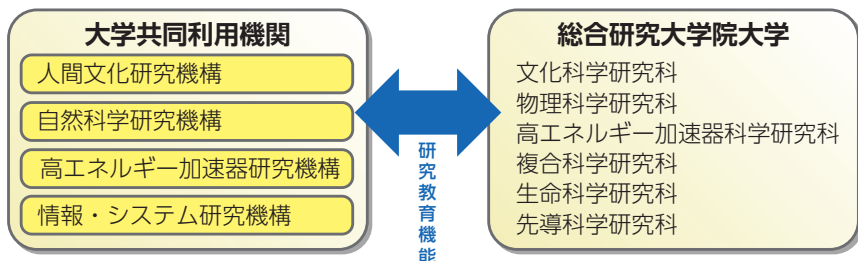 大学共同利用機関
人間文化研究機構
自然科学研究機構
高エネルギー加速器研究機構
情報・システム研究機構
研究教育機能
総合研究大学院大学
文化科学研究科
物理科学研究科
高エネルギー加速器科学研究科
複合科学研究科
生命科学研究科
先導科学研究科